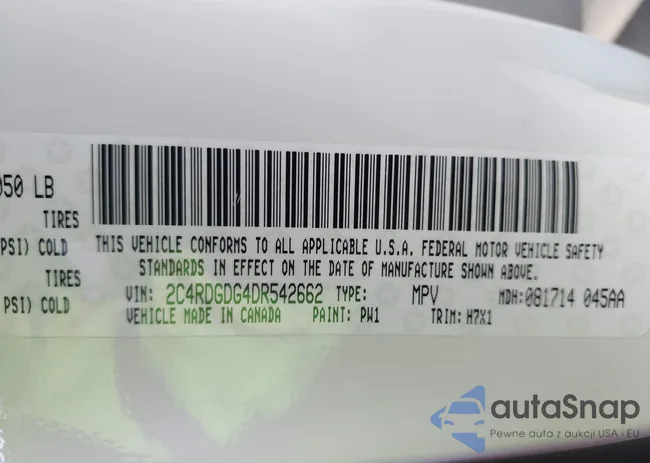 050 LB
TIRES
PSI) COLD
TIRES
PSI) COLD
THIS VEHICLE CONFORMS TO ALL APPLICABLE U.S.A. FEDERAL MOTOR VEHICLE SAFETY
STANDARDS IN EFFECT ON THE DATE OF MANUFACTURE SHOWN ABOVE.
VIN: 2C4RDGDG4DR542662 TYPE: MPV MDH: 081714 045AA
VEHICLE MADE IN CANADA PAINT: PW1 TRIM: H7X1
autoSnap
Pewne auta z aukcji USA i EU